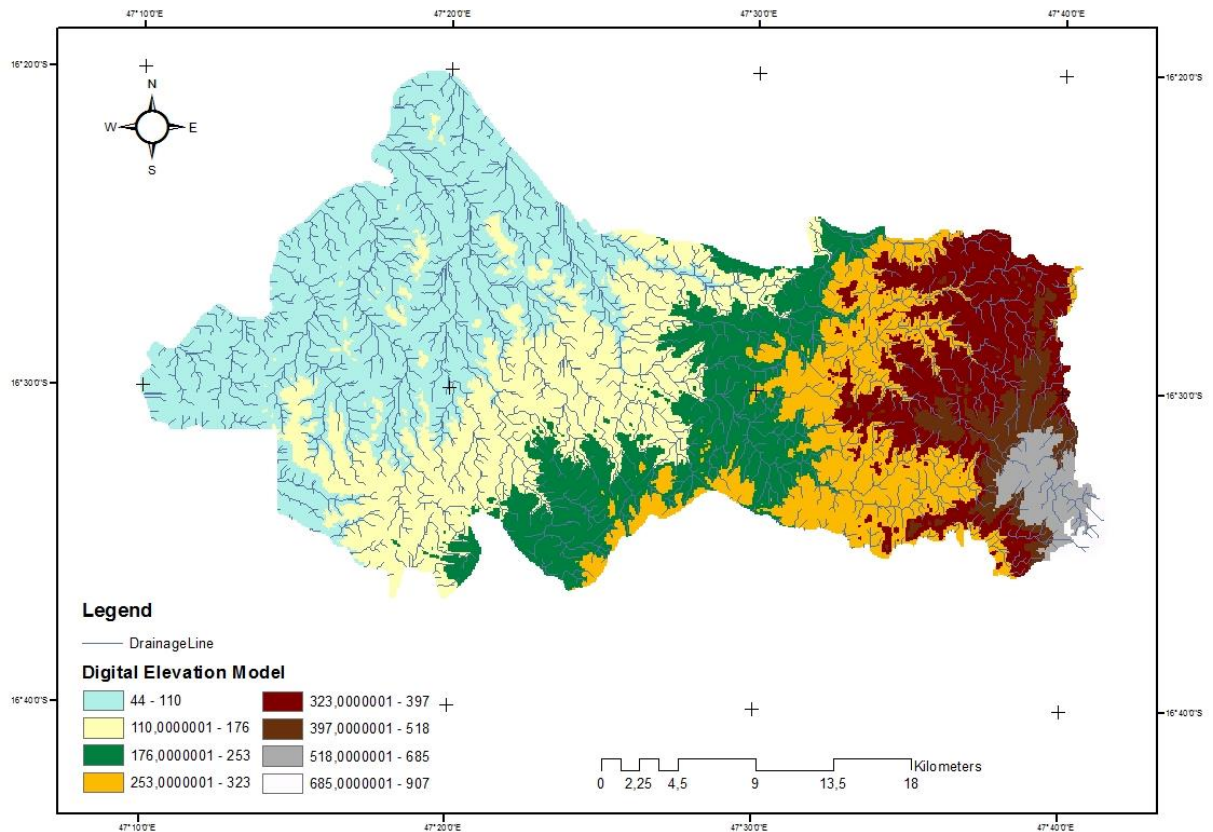 47°10'0"E 47°20'0"E 47°30'0"E 47°40'0"E
16°20'0"S 16°20'0"S
N
W E
S
16°30'0"S 16°30'0"S
Legend
DrainageLine
Digital Elevation Model
44 - 110 323,0000001 - 397
16°40'0"S 16°40'0"S
110,0000001 - 176 397,0000001 - 518
176,0000001 - 253 518,0000001 - 685
253,0000001 - 323 685,0000001 - 907
Kilometers
0 2,25 4,5 9 13,5 18
47°10'0"E 47°20'0"E 47°30'0"E 47°40'0"E